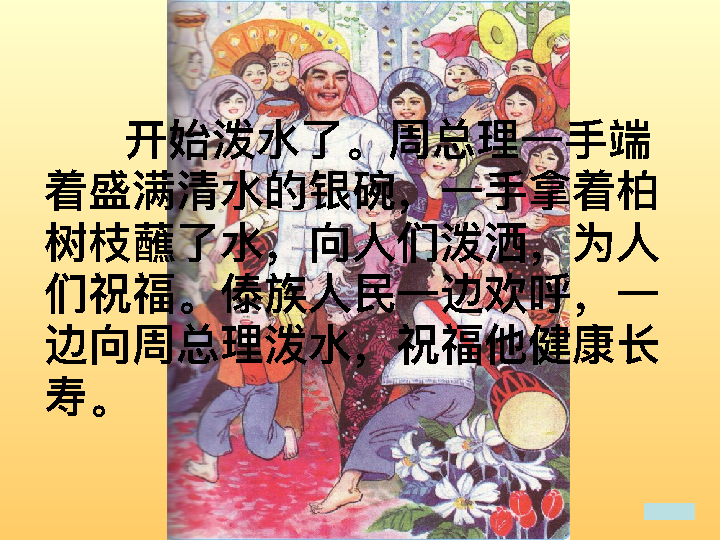 开始泼水了。周总理一手端
着盛满清水的银碗，一手拿着柏
树枝蘸了水，向人们泼洒，为人
们祝福。傣族人民一边欢呼，一
边向周总理泼水，祝福他健康长
寿。